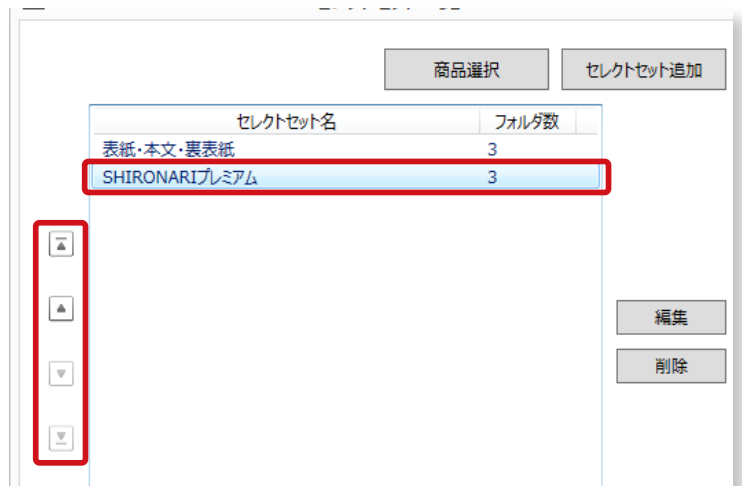 商品選択 セレクトセット追加
セレクトセット名 フォルダ数
表紙・本文・裏表紙 3
SHIRONARIプレミアム 3
編集
削除